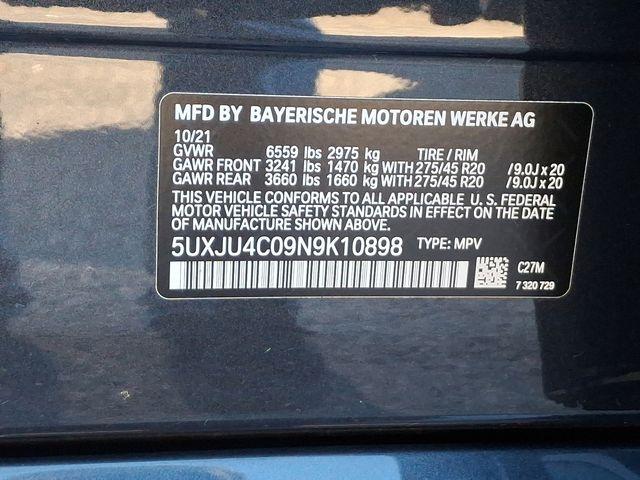 MFD BY BAYERISCHE MOTOREN WERKE AG
10/21
GVWR 6559 lbs 2975 kg TIRE / RIM
GAWR FRONT 3241 lbs 1470 kg WITH 275/45 R20 /9.0J x 20
GAWR REAR 3660 lbs 1660 kg WITH 275/45 R20 /9.0J x 20
THIS VEHICLE CONFORMS TO ALL APPLICABLE U. S. FEDERAL
MOTOR VEHICLE SAFETY STANDARDS IN EFFECT ON THE DATE
OF MANUFACTURE SHOWN ABOVE.
5UXJU4C09N9K10898 TYPE: MPV
C27M
7 320 729